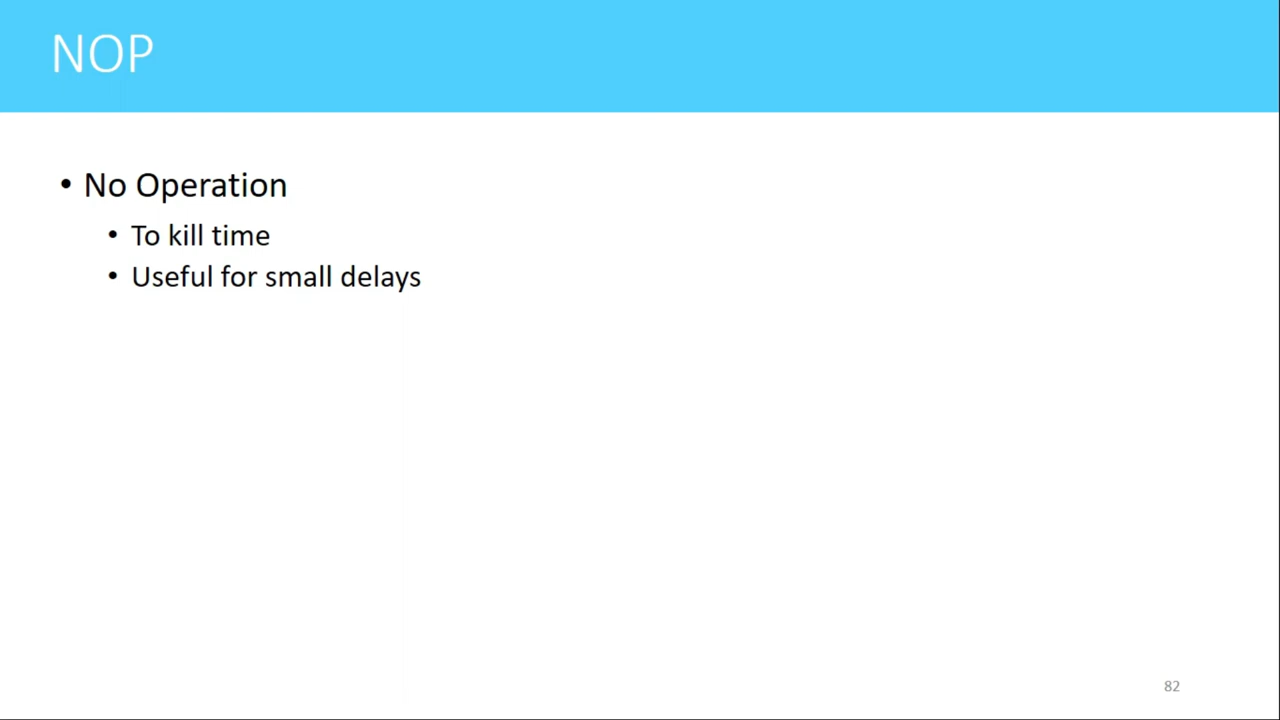 NOP
• No Operation
• To kill time
• Useful for small delays
82